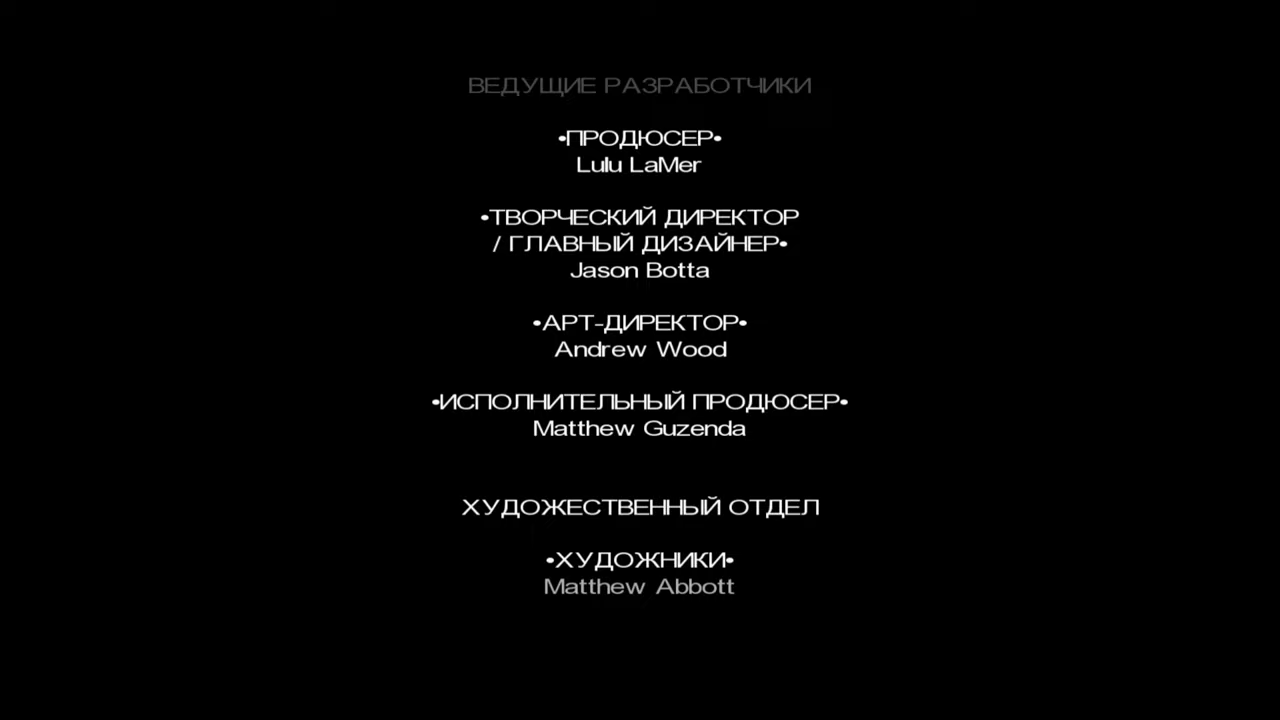 ВЕДУЩИЕ РАЗРАБОТЧИКИ
•ПРОДЮСЕР•
Lulu LaMer
•ТВОРЧЕСКИЙ ДИРЕКТОР
/ ГЛАВНЫЙ ДИЗАЙНЕР•
Jason Botta
•АРТ-ДИРЕКТОР•
Andrew Wood
•ИСПОЛНИТЕЛЬНЫЙ ПРОДЮСЕР•
Matthew Guzenda
ХУДОЖЕСТВЕННЫЙ ОТДЕЛ
•ХУДОЖНИКИ•
Matthew Abbott